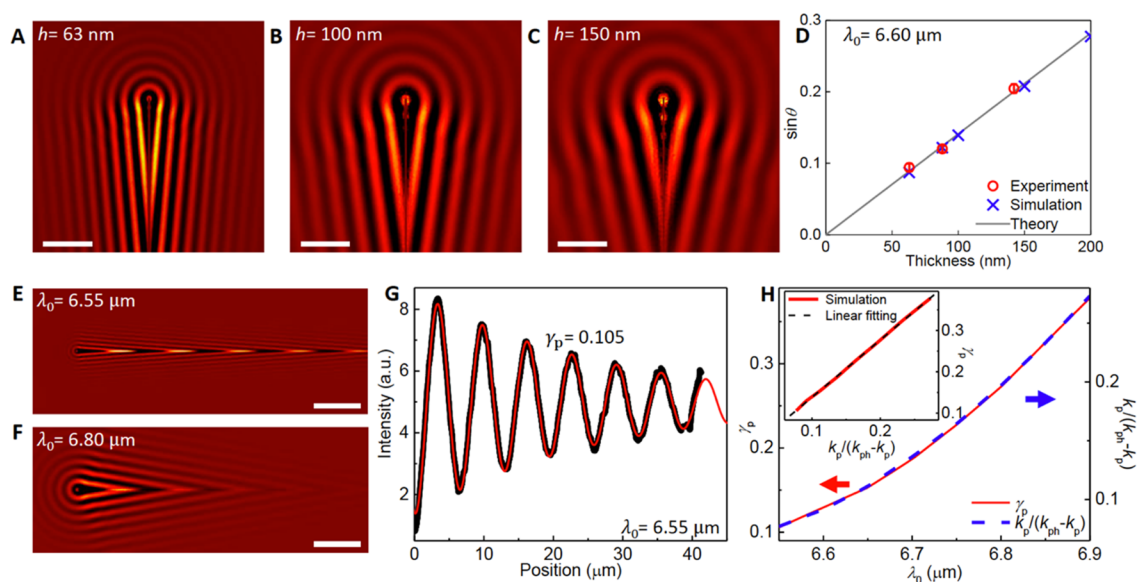 A
h= 63 nm
B
h= 100 nm
C
h= 150 nm
D
λ₀= 6.60 μm
0.3
0.2
0.1
0.0
sinθ
Experiment
Simulation
Theory
0 50 100 150 200
Thickness (nm)
E
λ₀= 6.55 μm
F
λ₀= 6.80 μm
G
8
6
4
2
Intensity (a.u.)
γp = 0.105
λ₀= 6.55 μm
0 10 20 30 40
Position (μm)
H
Simulation
Linear fitting
0.3
0.2
0.1
γp
0.1 0.2
kp/(kph-kp)
0.3
0.2
0.1
γp
0.2
0.1
kp/(kph-kp)
γp
kp/(kph-kp)
6.6 6.7 6.8 6.9
λ₀ (μm)